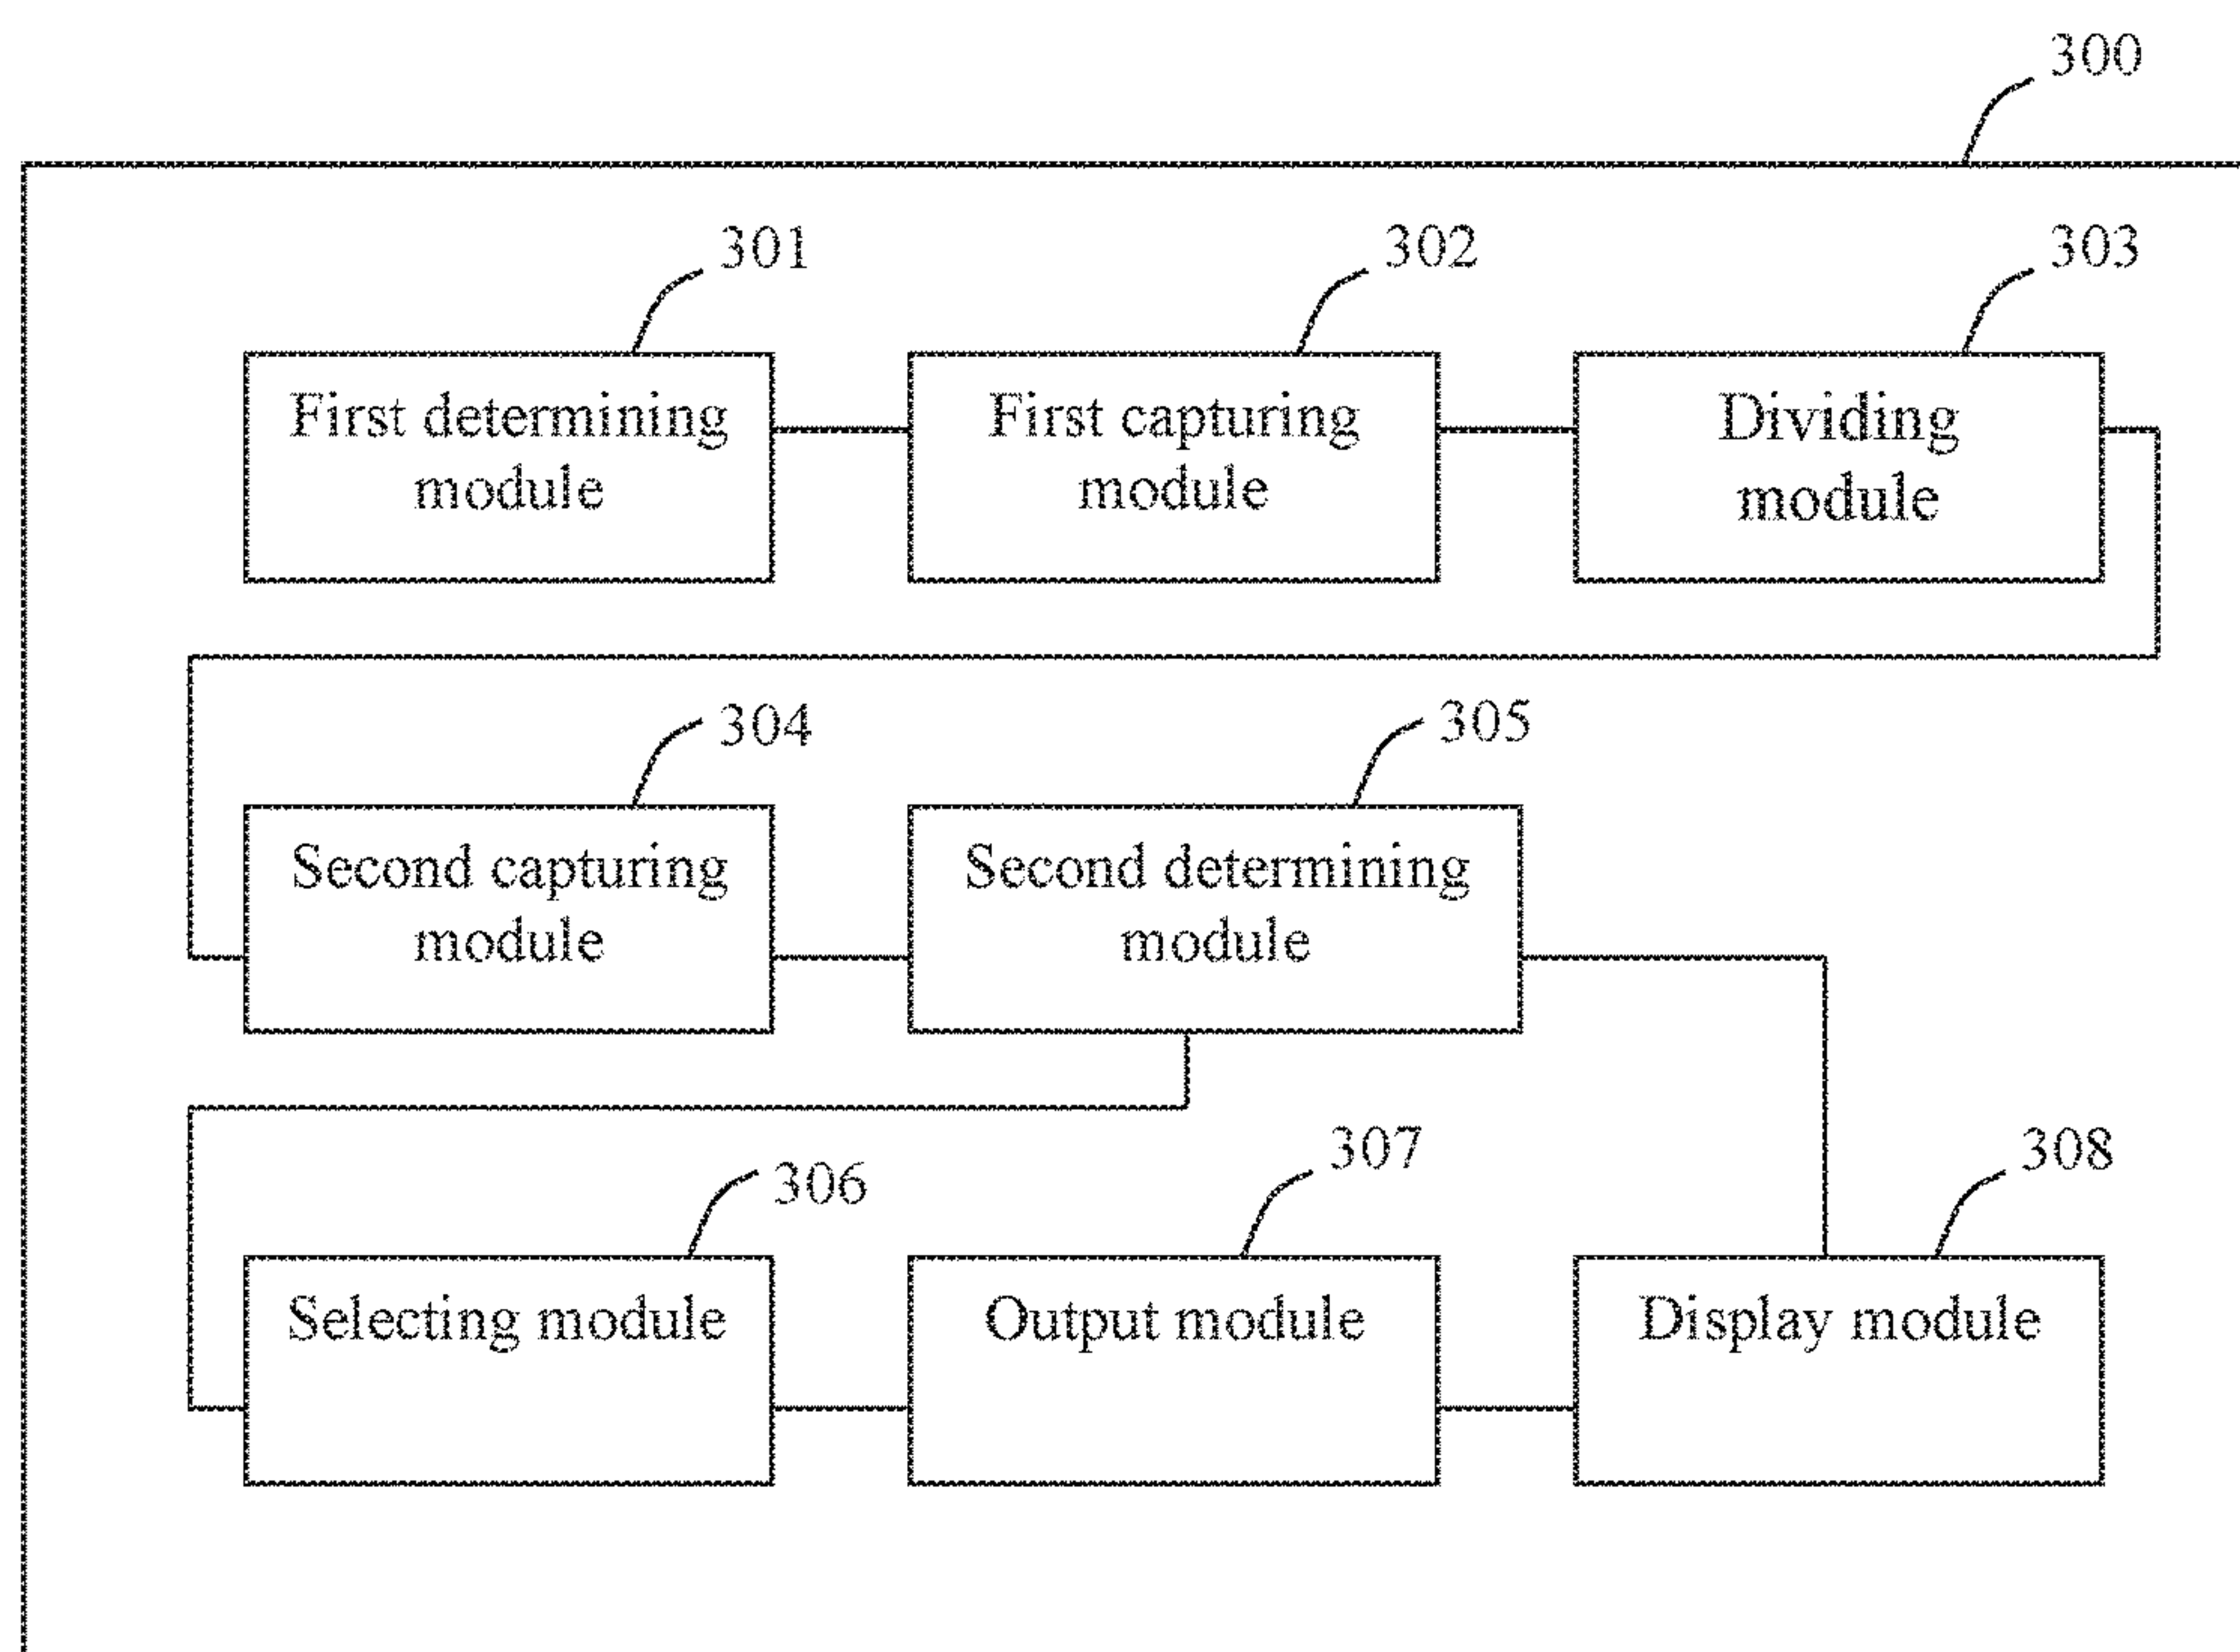 300
301
302
303
First determining
module
First capturing
module
Dividing
module
304
305
Second capturing
module
Second determining
module
306
307
308
Selecting module
Output module
Display module